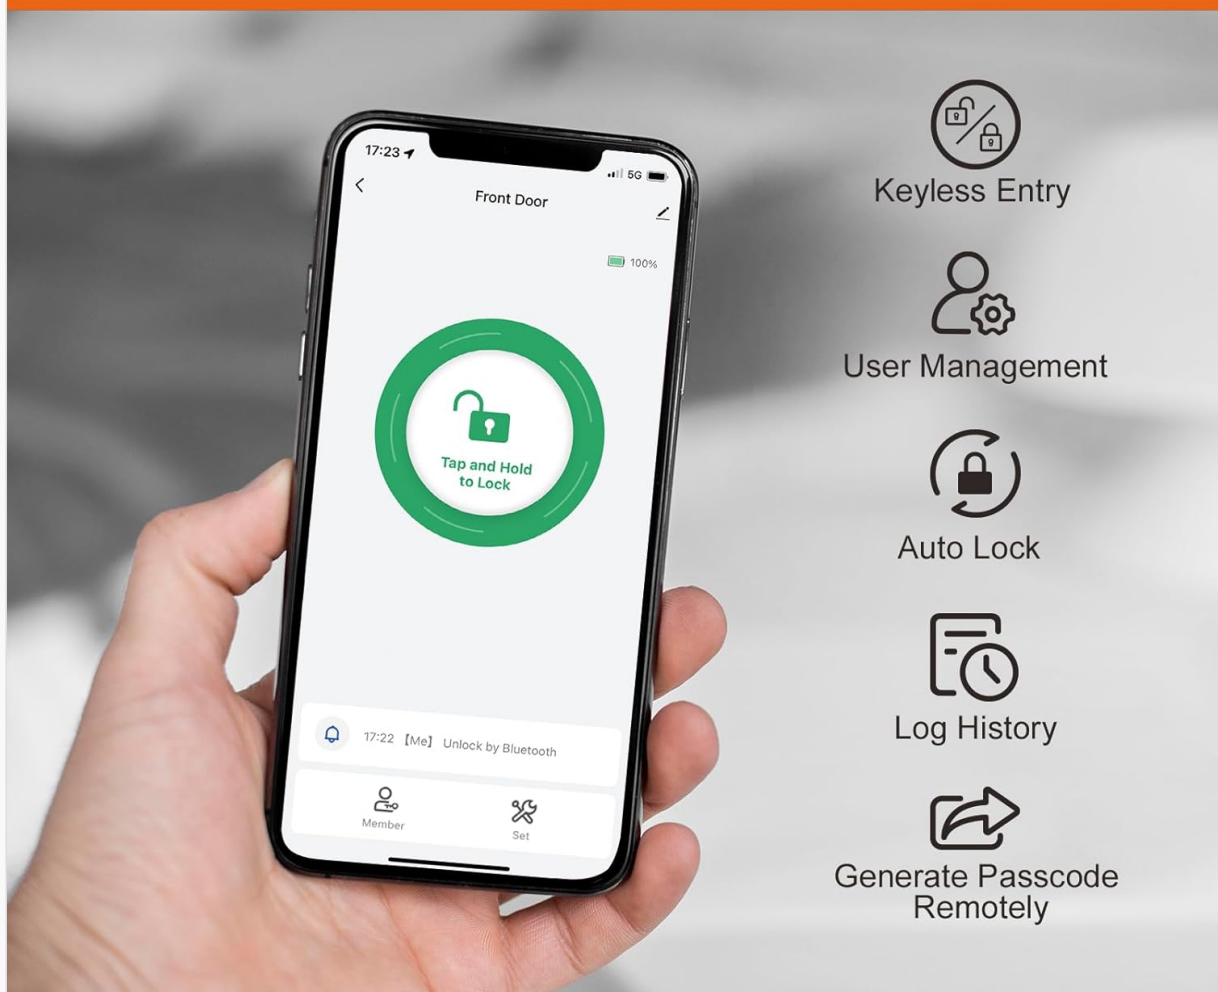 17:23
5G
Front Door
100%
Tap and Hold
to Lock
17:22 【Me】 Unlock by Bluetooth
Member
Set
Keyless Entry
User Management
Auto Lock
Log History
Generate Passcode
Remotely